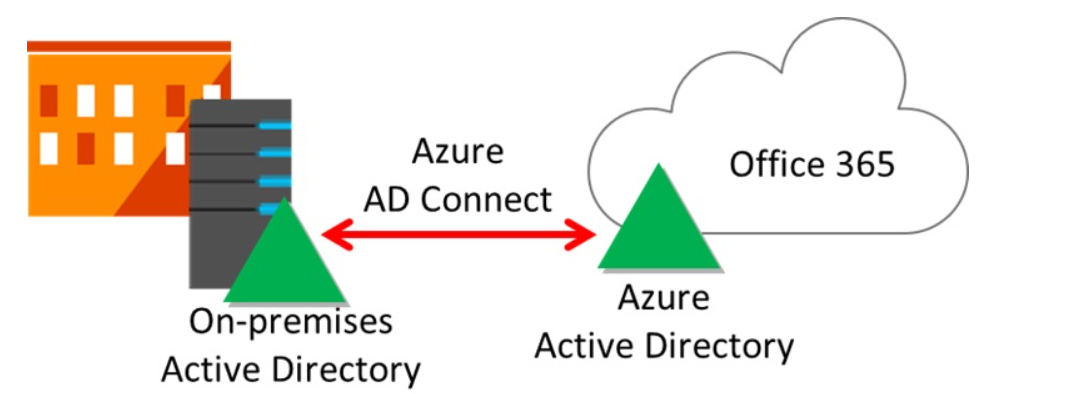 Azure
AD Connect
Office 365
On-premises
Active Directory
Azure
Active Directory